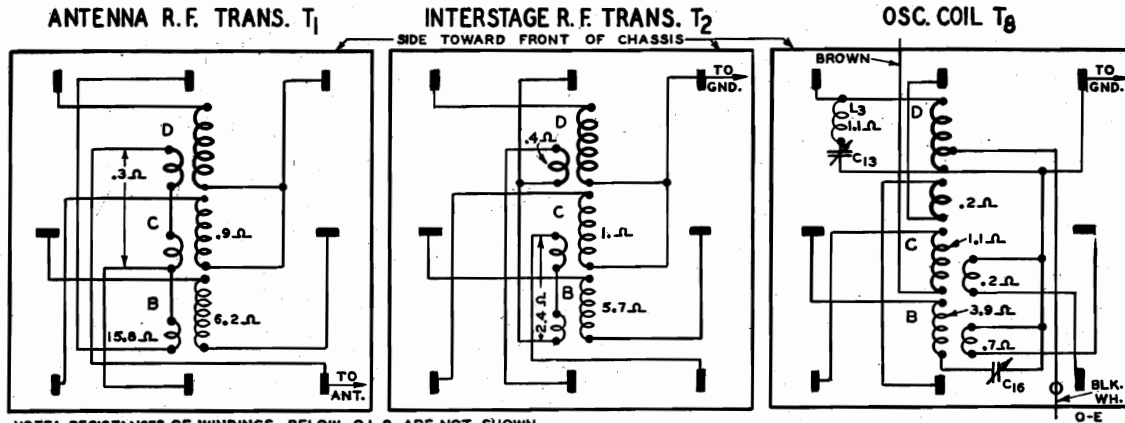 ANTENNA R.F. TRANS. T1
INTERSTAGE R.F. TRANS. T2
OSC. COIL T8
SIDE TOWARD FRONT OF CHASSIS
D
.3Ω
C
.9Ω
B
15.8Ω
6.2Ω
TO
ANT.
TO
GND.
D
.4Ω
C
1.Ω
B
2.4Ω
5.7Ω
BROWN
TO
GND.
L3
1.1Ω
D
C13
.2Ω
C
1.1Ω
.2Ω
B
3.9Ω
.7Ω
C16
BLK.
WH.
O-E